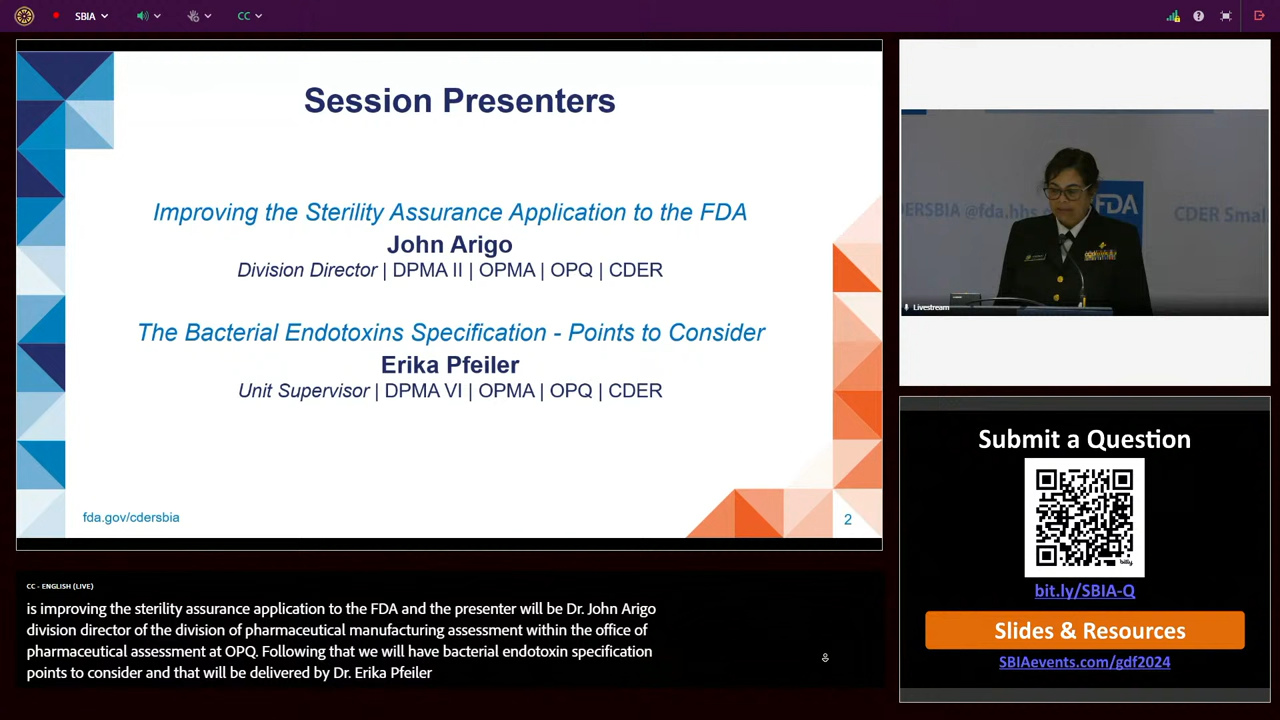 SBIA
CC
Session Presenters
Improving the Sterility Assurance Application to the FDA
John Arigo
Division Director | DPMA II | OPMA | OPQ | CDER
The Bacterial Endotoxins Specification - Points to Consider
Erika Pfeiler
Unit Supervisor | DPMA VI | OPMA | OPQ | CDER
fda.gov/cdersbia
2
CC - ENGLISH (LIVE)
is improving the sterility assurance application to the FDA and the presenter will be Dr. John Arigo
division director of the division of pharmaceutical manufacturing assessment within the office of
pharmaceutical assessment at OPQ. Following that we will have bacterial endotoxin specification
points to consider and that will be delivered by Dr. Erika Pfeiler
@fda.hhs
FDA
CDER Smal
Livestream
Submit a Question
bitly
bit.ly/SBIA-Q
Slides & Resources
SBIAevents.com/gdf2024